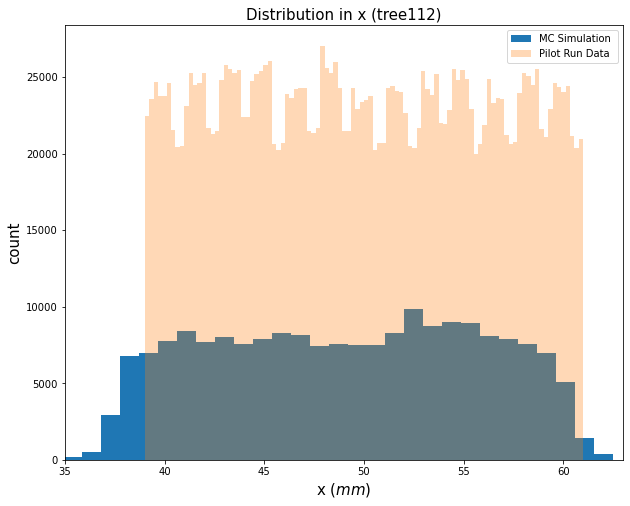 Distribution in x (tree112)
MC Simulation
Pilot Run Data
count
25000
20000
15000
10000
5000
0
35 40 45 50 55 60
x (mm)